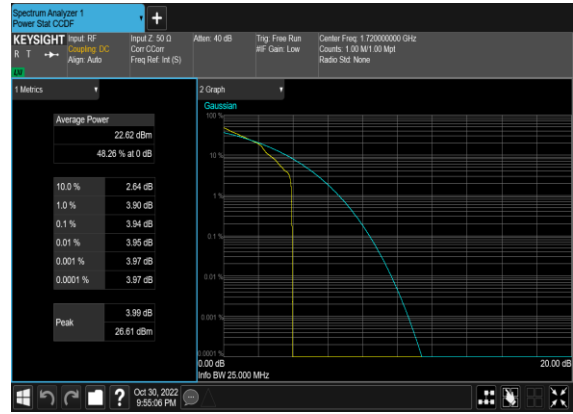 Spectrum Analyzer 1
Power Stat CCDF
KEYSIGHT
R T
LW
Input: RF
Coupling: DC
Align: Auto
Input Z: 50 Ω
Corr CCorr
Freq Ref: Int (S)
Atten: 40 dB
Trig: Free Run
#IF Gain: Low
Center Freq: 1.720000000 GHz
Counts: 1.00 M/1.00 Mpt
Radio Std: None
1 Metrics
Average Power
22.62 dBm
48.26 % at 0 dB
10.0 % 2.64 dB
1.0 % 3.90 dB
0.1 % 3.94 dB
0.01 % 3.95 dB
0.001 % 3.97 dB
0.0001 % 3.97 dB
Peak
3.99 dB
26.61 dBm
2 Graph
Gaussian
100 %
10 %
1 %
0.1 %
0.01 %
0.001 %
0.0001 %
0.00 dB
20.00 dB
Info BW 25.000 MHz
?
Oct 30, 2022
9:55:06 PM